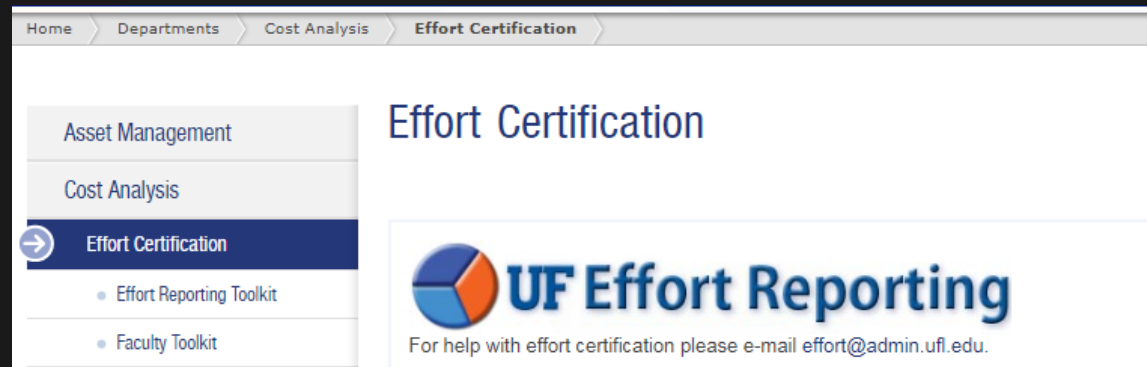 Home Departments Cost Analysis Effort Certification
Effort Certification
Asset Management
Cost Analysis
Effort Certification
Effort Reporting Toolkit
Faculty Toolkit
UF Effort Reporting
For help with effort certification please e-mail effort@admin.ufl.edu.